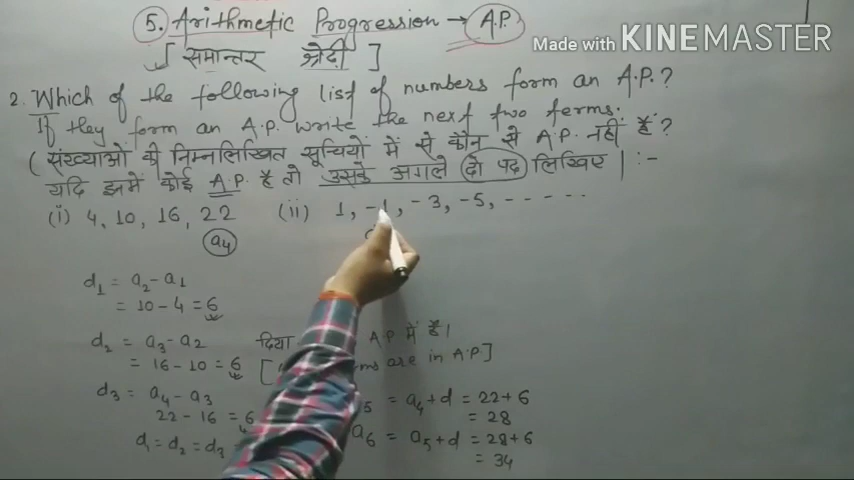 5. Arithmetic Progression → A.P.
Made with KINEMASTER
[ समान्तर श्रेढ़ी ]
2. Which of the following list of numbers form an A.P.?
If they form an A.P. write the next two terms.
( संख्याओं की निम्नलिखित सूचियों में से कौन से A.P. नहीं हैं ?
यदि इनमें कोई A.P. है तो उसके अगले दो पद लिखिए | :-
(i) 4, 10, 16, 22 (ii) 1, -1, -3, -5, - - - - ..
a4
d1 = a2 - a1
= 10 - 4 = 6
d2 = a3 - a2 दिया A.P में हैं।
= 16 - 10 = 6 [ are in A.P]
d3 = a4 - a3
22 - 16 = 6
5 = a4 + d = 22 + 6
= 28
d1 = d2 = d3
a6 = a5 + d = 28 + 6
= 34